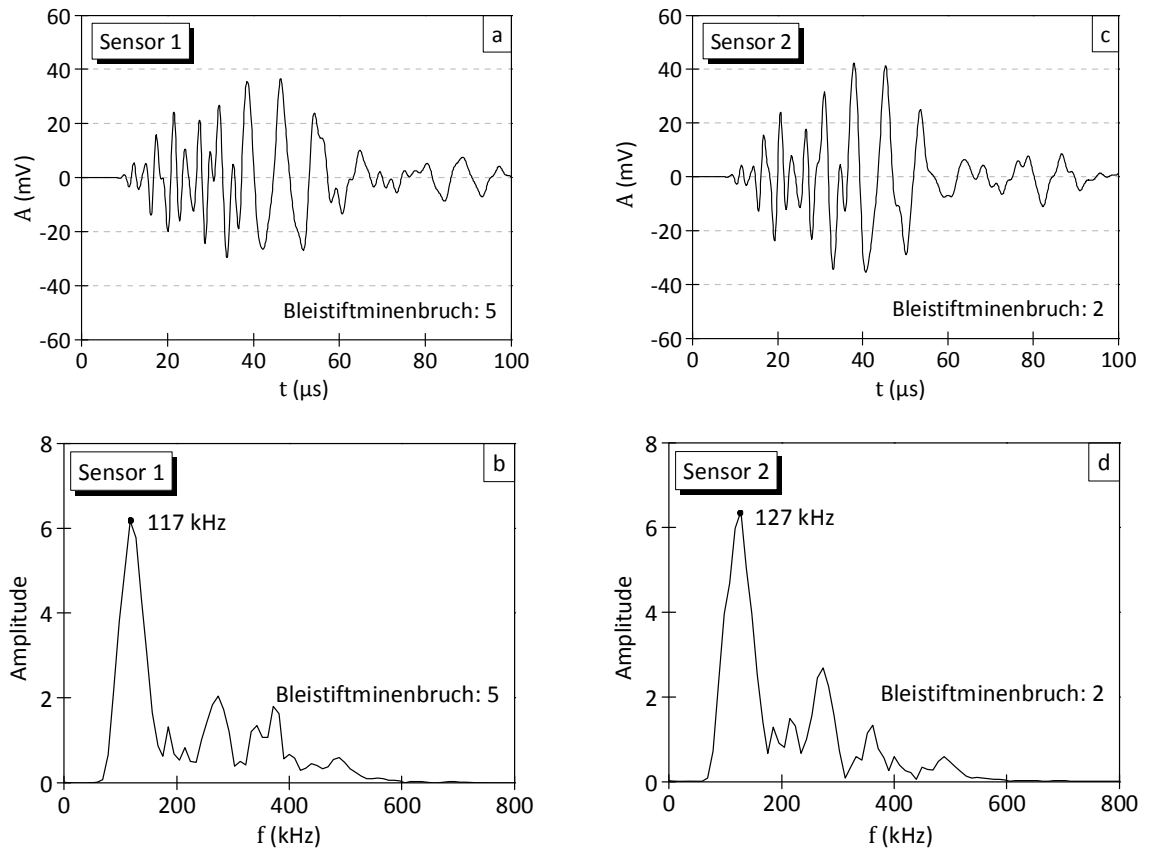 60
40
20
0
-20
-40
-60
A (mV)
Sensor 1
a
Bleistiftminenbruch: 5
0 20 40 60 80 100
t (µs)
60
40
20
0
-20
-40
-60
A (mV)
Sensor 2
c
Bleistiftminenbruch: 2
0 20 40 60 80 100
t (µs)
8
6
4
2
0
Amplitude
Sensor 1
b
117 kHz
Bleistiftminenbruch: 5
0 200 400 600 800
f (kHz)
8
6
4
2
0
Amplitude
Sensor 2
d
127 kHz
Bleistiftminenbruch: 2
0 200 400 600 800
f (kHz)